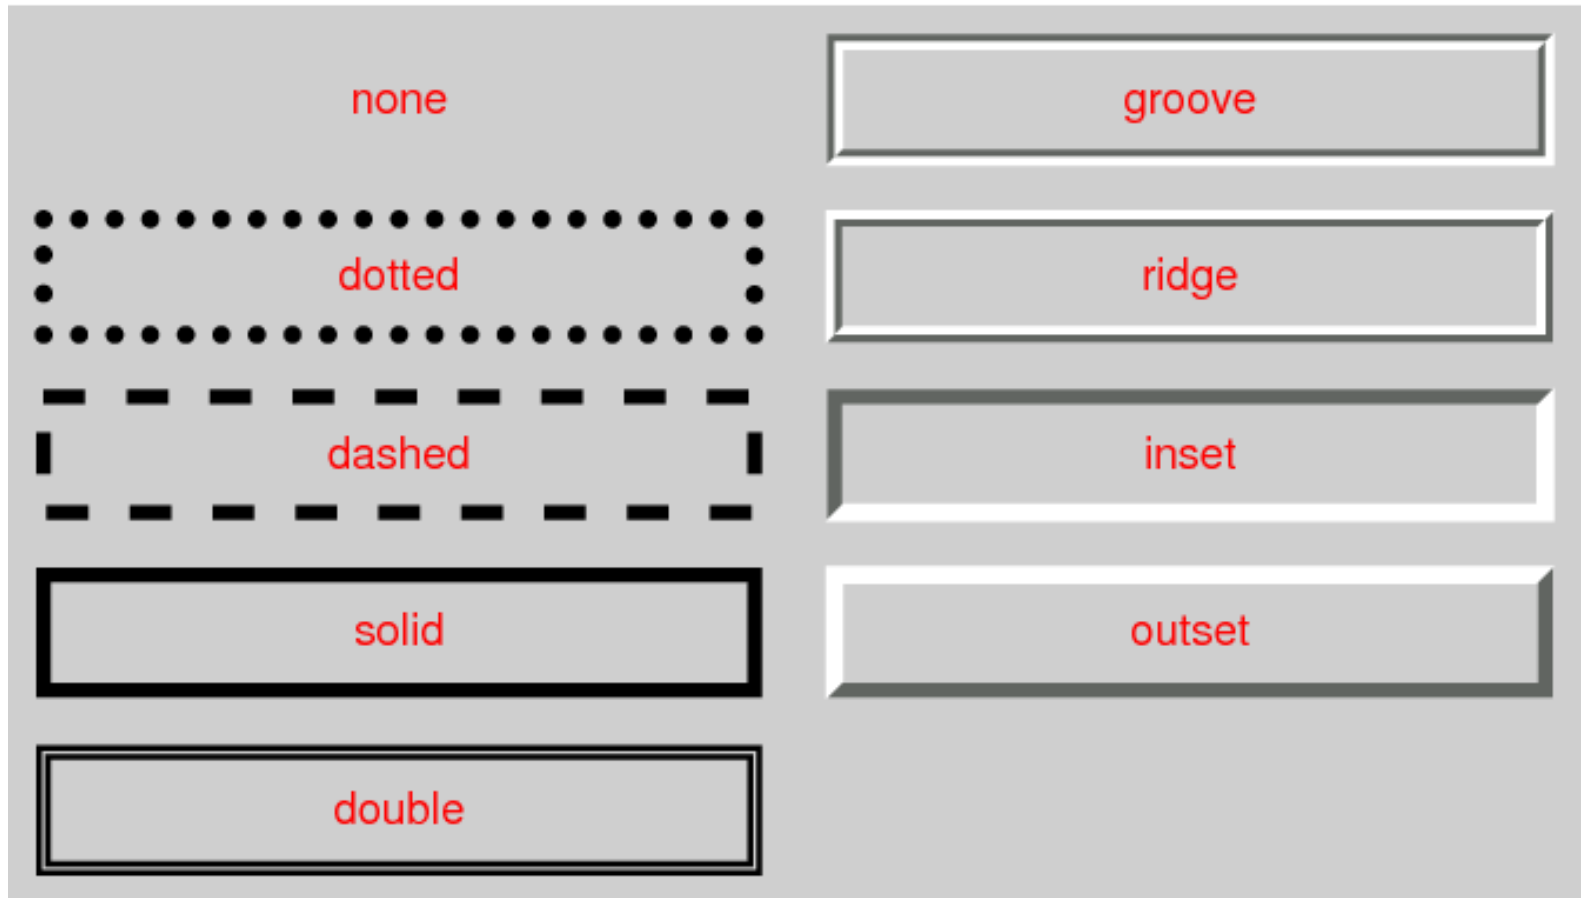 none
dotted
dashed
solid
double
groove
ridge
inset
outset